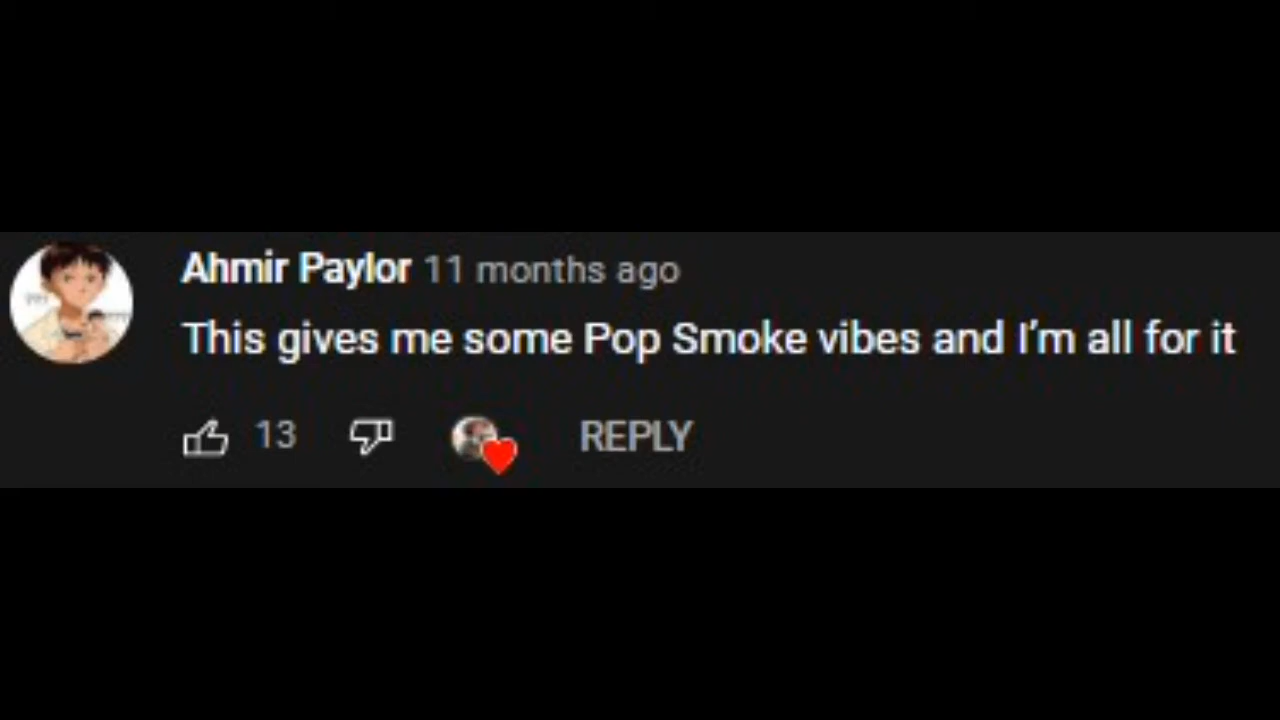 Ahmir Paylor 11 months ago
This gives me some Pop Smoke vibes and I'm all for it
13 REPLY